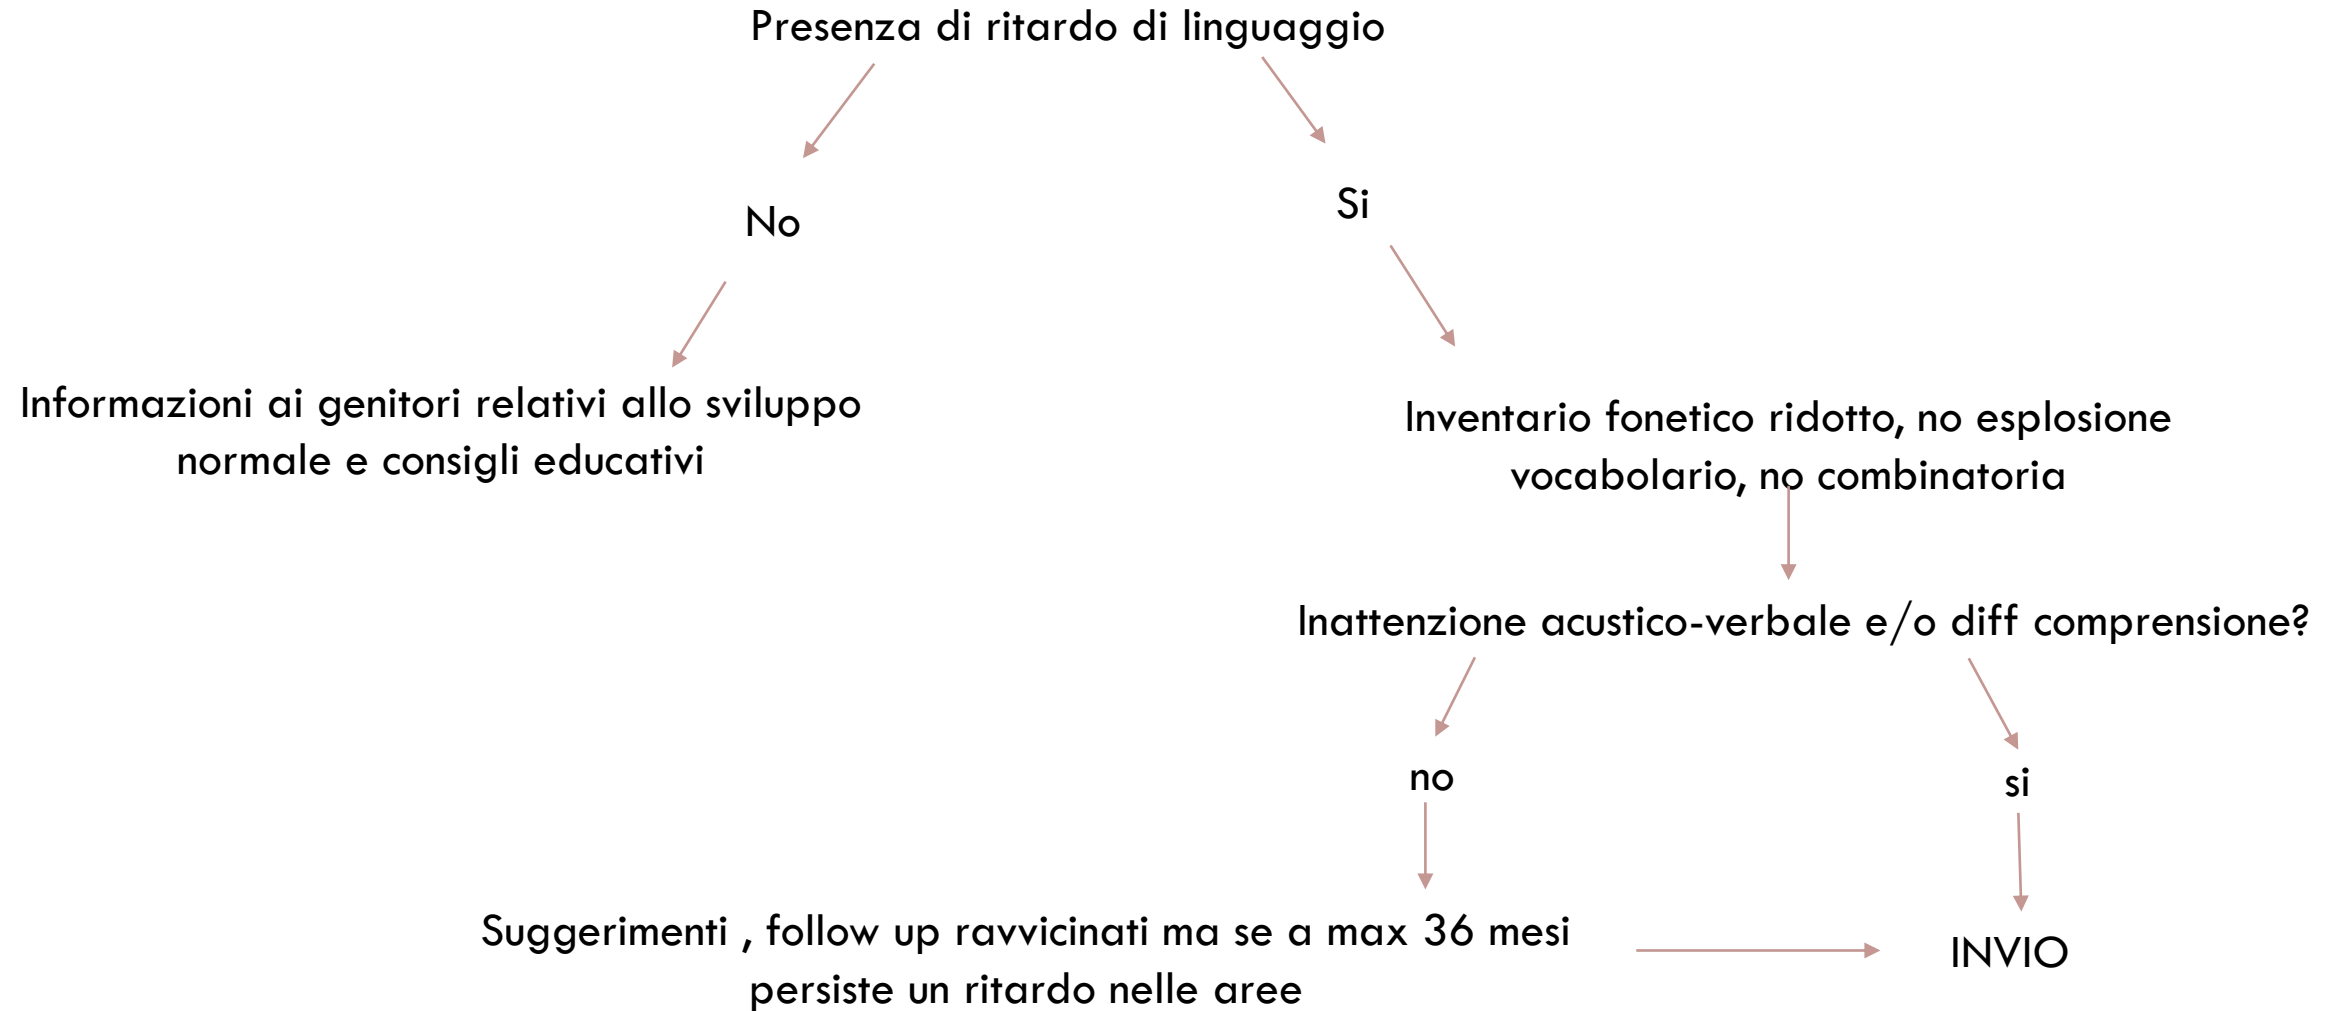 Presenza di ritardo di linguaggio
No
Si
Informazioni ai genitori relativi allo sviluppo
normale e consigli educativi
Inventario fonetico ridotto, no esplosione
vocabolario, no combinatoria
Inattenzione acustico-verbale e/o diff comprensione?
no
si
Suggerimenti , follow up ravvicinati ma se a max 36 mesi
persiste un ritardo nelle aree
INVIO